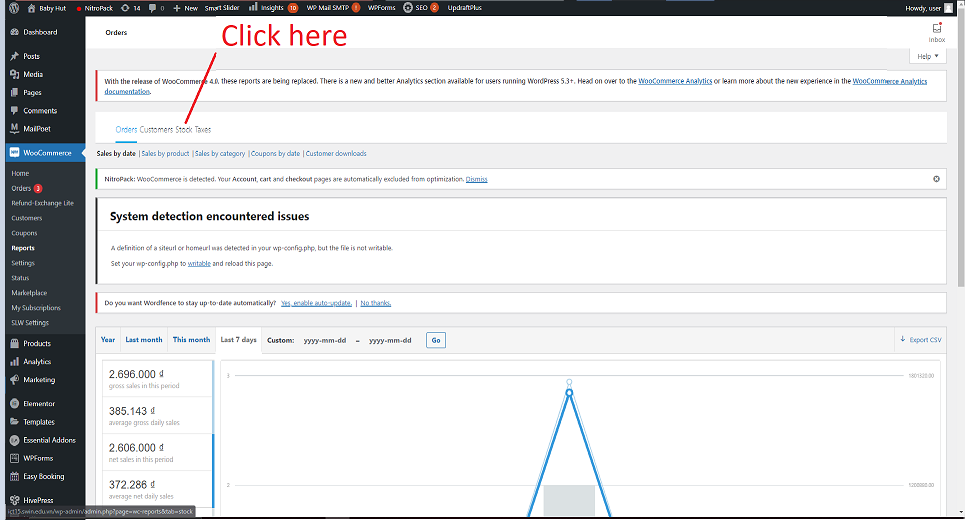 Baby Hut NitroPack 14 0 New Smart Slider Insights 10 WP Mail SMTP 1 WPForms SEO 2 UpdraftPlus Howdy, user
Click here
Dashboard
Orders
Inbox
Help
Posts
Media
Pages
Comments
MailPoet
WooCommerce
Home
Orders 3
Refund-Exchange Lite
Customers
Coupons
Reports
Settings
Status
Marketplace
My Subscriptions
SLW Settings
Products
Analytics
Marketing
Elementor
Templates
Essential Addons
WPForms
Easy Booking
HivePress
With the release of WooCommerce 4.0, these reports are being replaced. There is a new and better Analytics section available for users running WordPress 5.3+. Head on over to the WooCommerce Analytics or learn more about the new experience in the WooCommerce Analytics
documentation.
Orders Customers Stock Taxes
Sales by date | Sales by product | Sales by category | Coupons by date | Customer downloads
NitroPack: WooCommerce is detected. Your Account, cart and checkout pages are automatically excluded from optimization. Dismiss
System detection encountered issues
A definition of a siteurl or homeurl was detected in your wp-config.php, but the file is not writable.
Set your wp-config.php to writable and reload this page.
Do you want Wordfence to stay up-to-date automatically? Yes, enable auto-update. | No thanks.
Year Last month This month Last 7 days Custom: yyyy-mm-dd – yyyy-mm-dd Go Export CSV
2.696.000 ₫
gross sales in this period
385.143 ₫
average gross daily sales
2.606.000 ₫
net sales in this period
372.286 ₫
average net daily sales
3
2
ict15.swin.edu.vn/wp-admin/admin.php?page=wc-reports&tab=stock